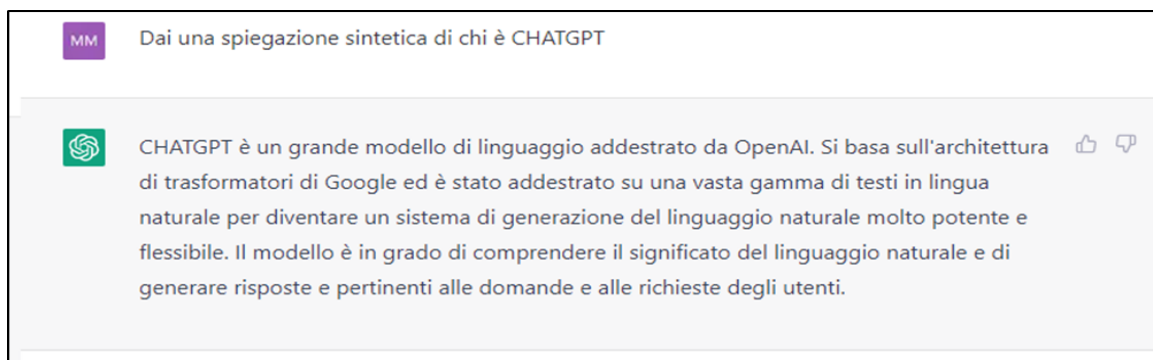 MM
Dai una spiegazione sintetica di chi è CHATGPT
CHATGPT è un grande modello di linguaggio addestrato da OpenAI. Si basa sull'architettura
di trasformatori di Google ed è stato addestrato su una vasta gamma di testi in lingua
naturale per diventare un sistema di generazione del linguaggio naturale molto potente e
flessibile. Il modello è in grado di comprendere il significato del linguaggio naturale e di
generare risposte e pertinenti alle domande e alle richieste degli utenti.